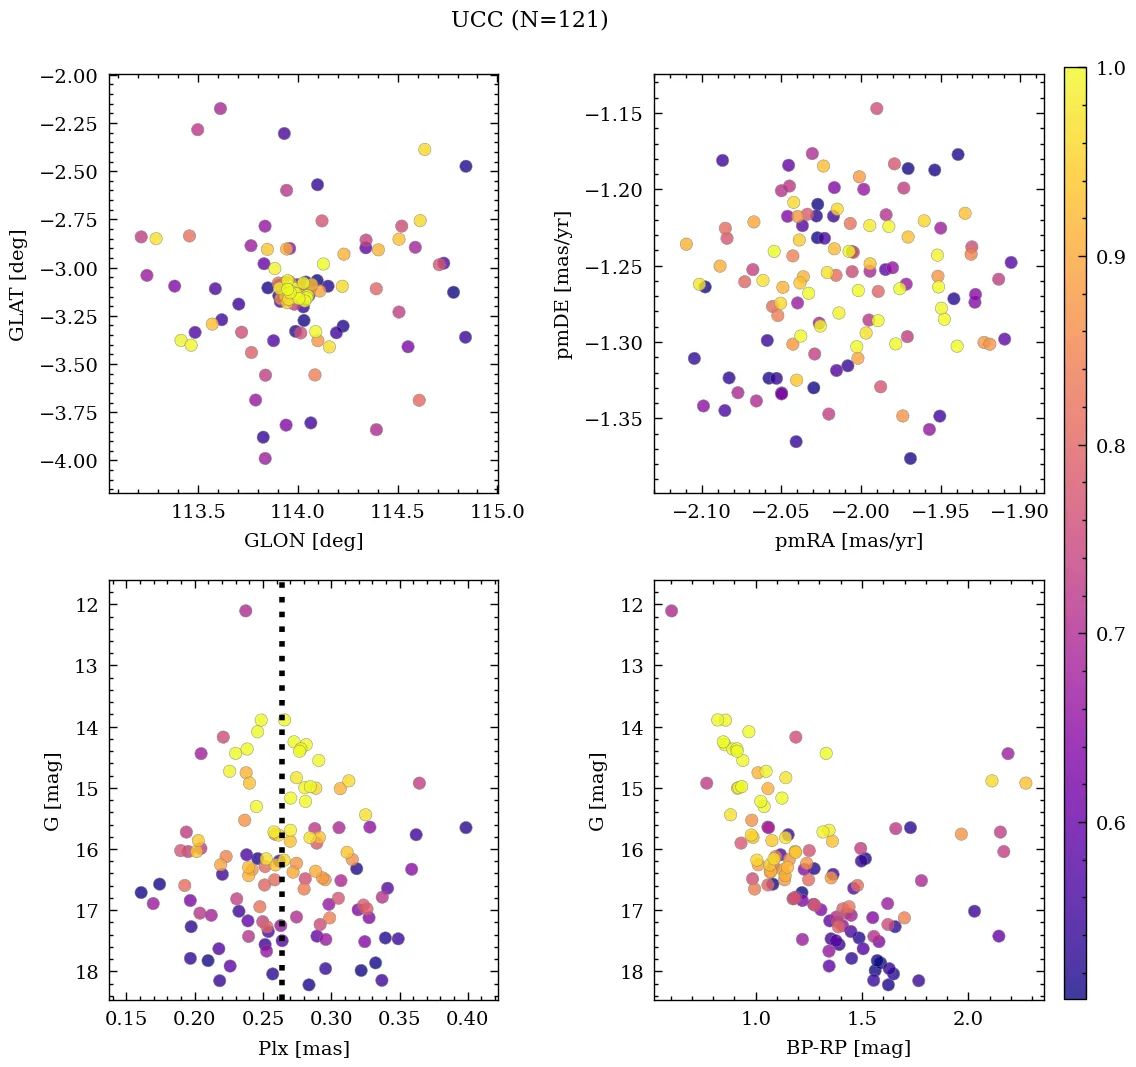 UCC (N=121)
−2.00
−2.25
−2.50
−2.75
−3.00
−3.25
−3.50
−3.75
−4.00
GLAT [deg]
113.5 114.0 114.5 115.0
GLON [deg]
−1.15
−1.20
−1.25
−1.30
−1.35
pmDE [mas/yr]
−2.10 −2.05 −2.00 −1.95 −1.90
pmRA [mas/yr]
1.0
0.9
0.8
0.7
0.6
12
13
14
15
16
17
18
G [mag]
0.15 0.20 0.25 0.30 0.35 0.40
Plx [mas]
12
13
14
15
16
17
18
G [mag]
1.0 1.5 2.0
BP-RP [mag]